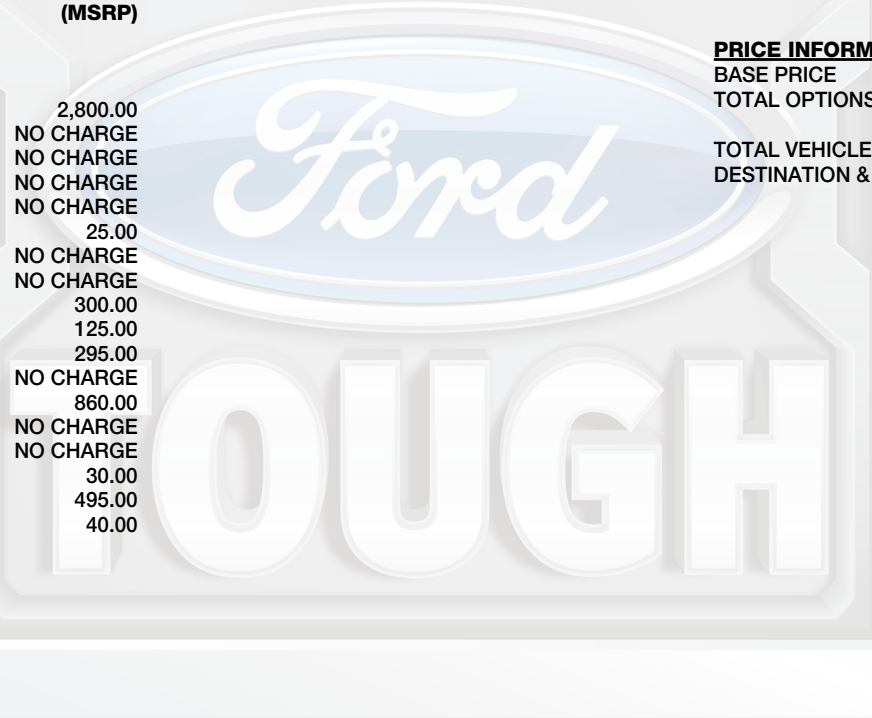 (MSRP)
2,800.00
NO CHARGE
NO CHARGE
NO CHARGE
NO CHARGE
25.00
NO CHARGE
NO CHARGE
300.00
125.00
295.00
NO CHARGE
860.00
NO CHARGE
NO CHARGE
30.00
495.00
40.00
PRICE INFORM
BASE PRICE
TOTAL OPTIONS
TOTAL VEHICLE
DESTINATION &
Ford
TOUGH